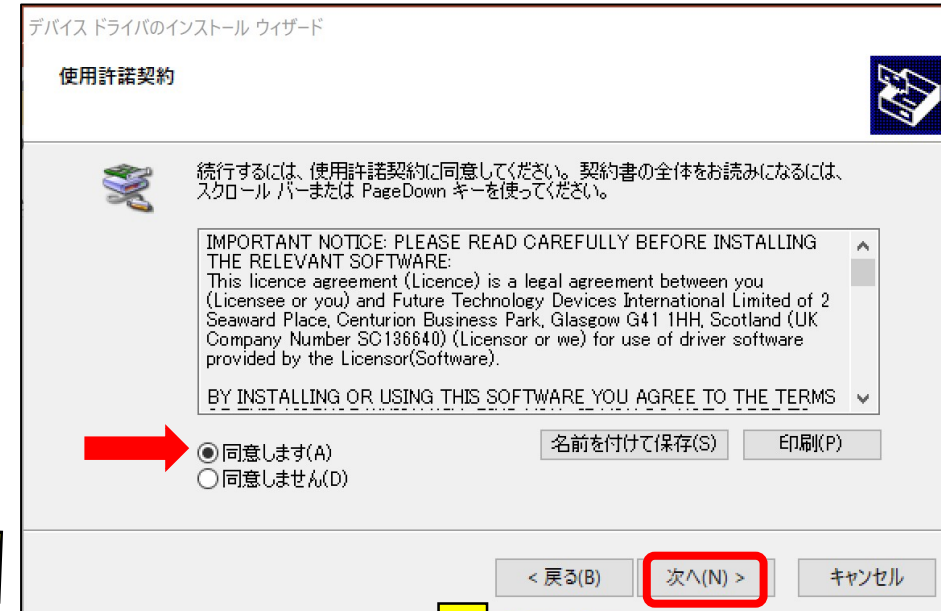 デバイス ドライバのインストール ウィザード
使用許諾契約
続行するには、使用許諾契約に同意してください。契約書の全体をお読みになるには、
スクロール バーまたは PageDown キーを使ってください。
IMPORTANT NOTICE: PLEASE READ CAREFULLY BEFORE INSTALLING
THE RELEVANT SOFTWARE:
This licence agreement (Licence) is a legal agreement between you
(Licensee or you) and Future Technology Devices International Limited of 2
Seaward Place, Centurion Business Park, Glasgow G41 1HH, Scotland (UK
Company Number SC136640) (Licensor or we) for use of driver software
provided by the Licensor(Software).
BY INSTALLING OR USING THIS SOFTWARE YOU AGREE TO THE TERMS
名前を付けて保存(S) 印刷(P)
同意します(A)
同意しません(D)
< 戻る(B) 次へ(N) > キャンセル